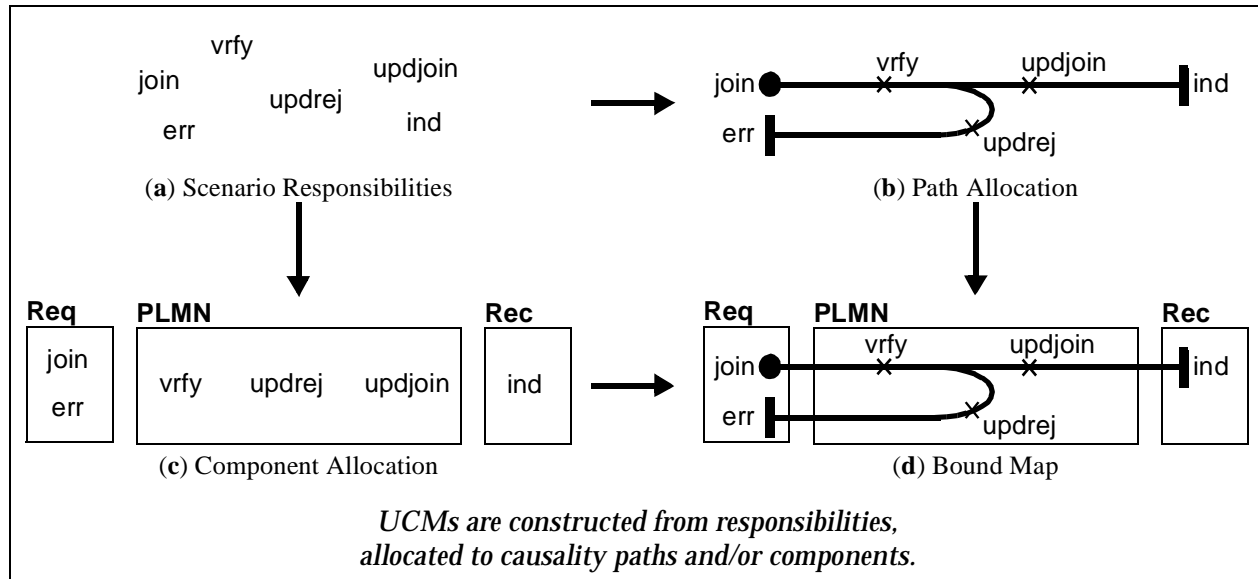 vrfy
join
updrej
updjoin
err
ind
(a) Scenario Responsibilities
vrfy
updjoin
join
ind
err
updrej
(b) Path Allocation
Req
PLMN
Rec
join
err
vrfy
updrej
updjoin
ind
(c) Component Allocation
Req
PLMN
Rec
vrfy
updjoin
join
ind
err
updrej
(d) Bound Map
UCMs are constructed from responsibilities,
allocated to causality paths and/or components.